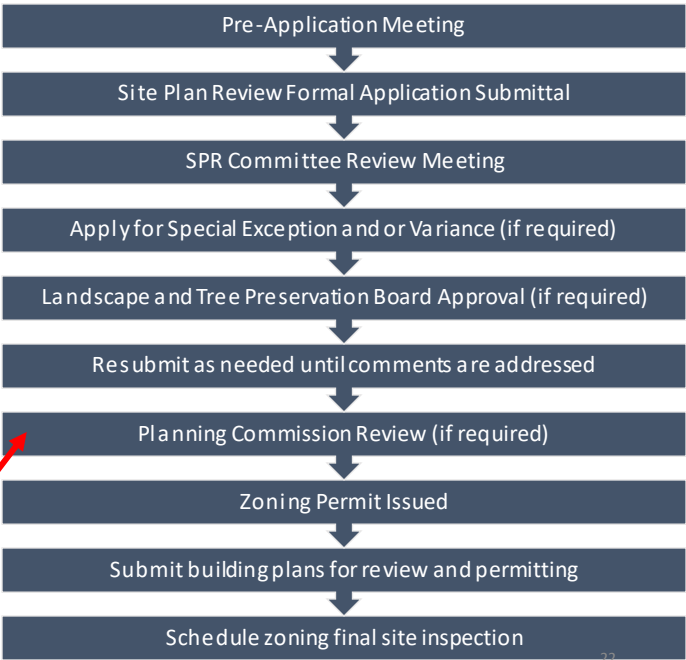 Pre-Application Meeting
Site Plan Review Formal Application Submittal
SPR Committee Review Meeting
Apply for Special Exception and or Variance (if required)
Landscape and Tree Preservation Board Approval (if required)
Resubmit as needed until comments are addressed
Planning Commission Review (if required)
Zoning Permit Issued
Submit building plans for review and permitting
Schedule zoning final site inspection